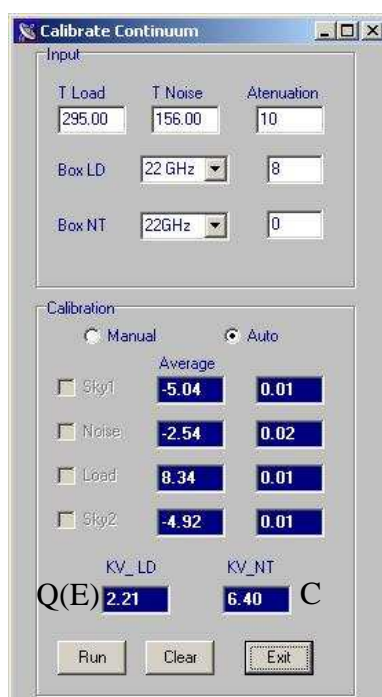 Calibrate Continuum
Input
T Load T Noise Atenuation
295.00 156.00 10
Box LD 22 GHz 8
Box NT 22GHz 0
Calibration
Manual Auto
Average
Sky1 -5.04 0.01
Noise -2.54 0.02
Load 8.34 0.01
Sky2 -4.92 0.01
KV_LD KV_NT
Q(E) 2.21 6.40 C
Run Clear Exit